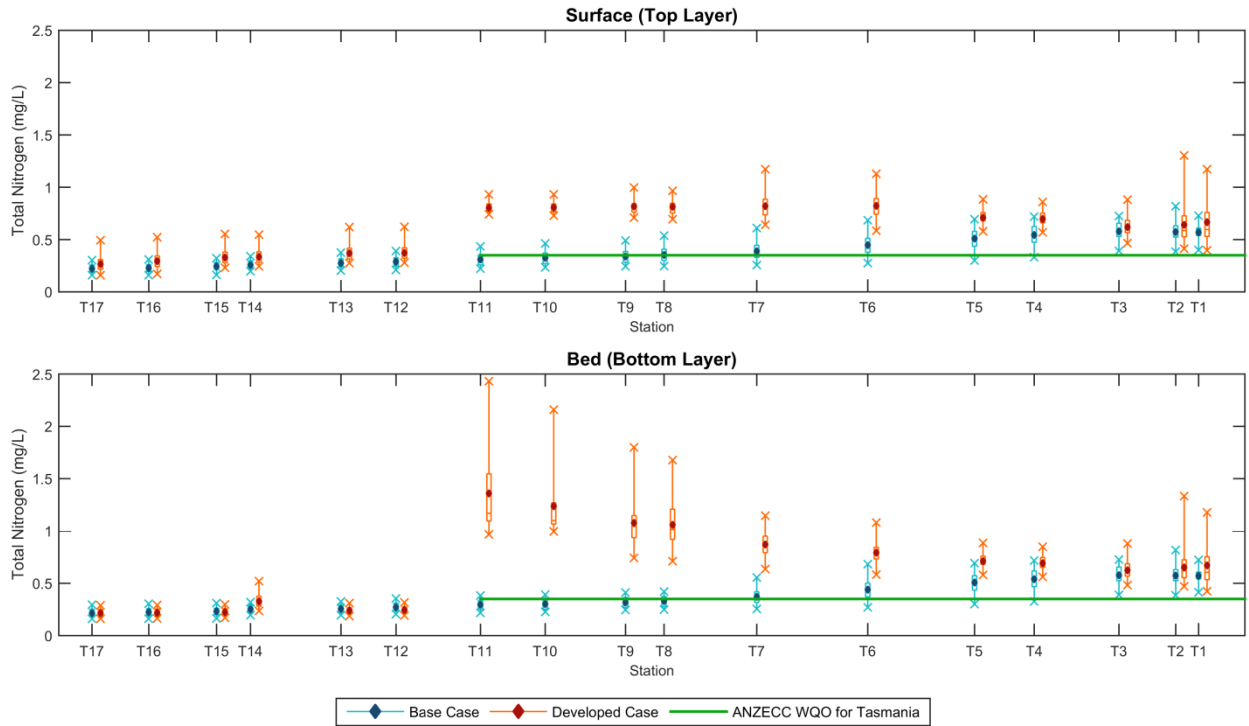 Surface (Top Layer)
Total Nitrogen (mg/L)
2.5
2
1.5
1
0.5
0
T17 T16 T15 T14 T13 T12 T11 T10 T9 T8 T7 T6 T5 T4 T3 T2 T1
Station
Bed (Bottom Layer)
Total Nitrogen (mg/L)
2.5
2
1.5
1
0.5
0
T17 T16 T15 T14 T13 T12 T11 T10 T9 T8 T7 T6 T5 T4 T3 T2 T1
Station
Base Case Developed Case ANZECC WQO for Tasmania